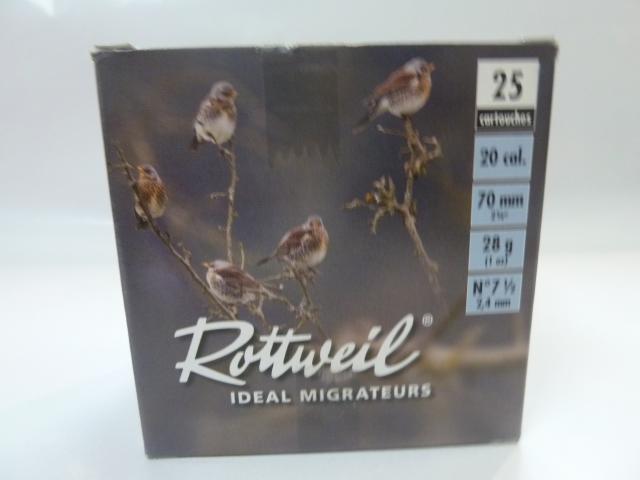 25
cartouches
20 cal.
70 mm
2¾"
28 g
(1 oz)
N° 7 ½
2,4 mm
Rottweil®
IDEAL MIGRATEURS